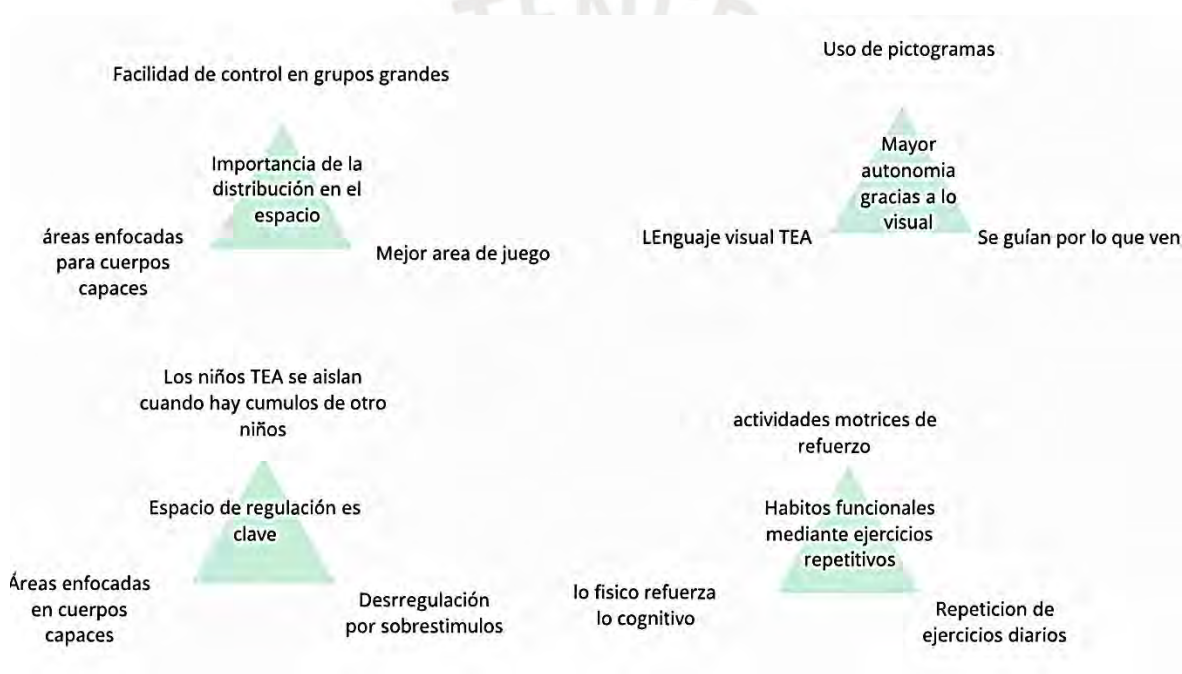 Facilidad de control en grupos grandes
Importancia de la
distribución en el
espacio
áreas enfocadas
para cuerpos
capaces
Mejor area de juego
Uso de pictogramas
Mayor
autonomia
gracias a lo
visual
LEnguaje visual TEA
Se guían por lo que ven
Los niños TEA se aislan
cuando hay cumulos de otro
niños
Espacio de regulación es
clave
Áreas enfocadas
en cuerpos
capaces
Desrregulación
por sobrestimulos
actividades motrices de
refuerzo
Habitos funcionales
mediante ejercicios
repetitivos
lo fisico refuerza
lo cognitivo
Repeticion de
ejercicios diarios